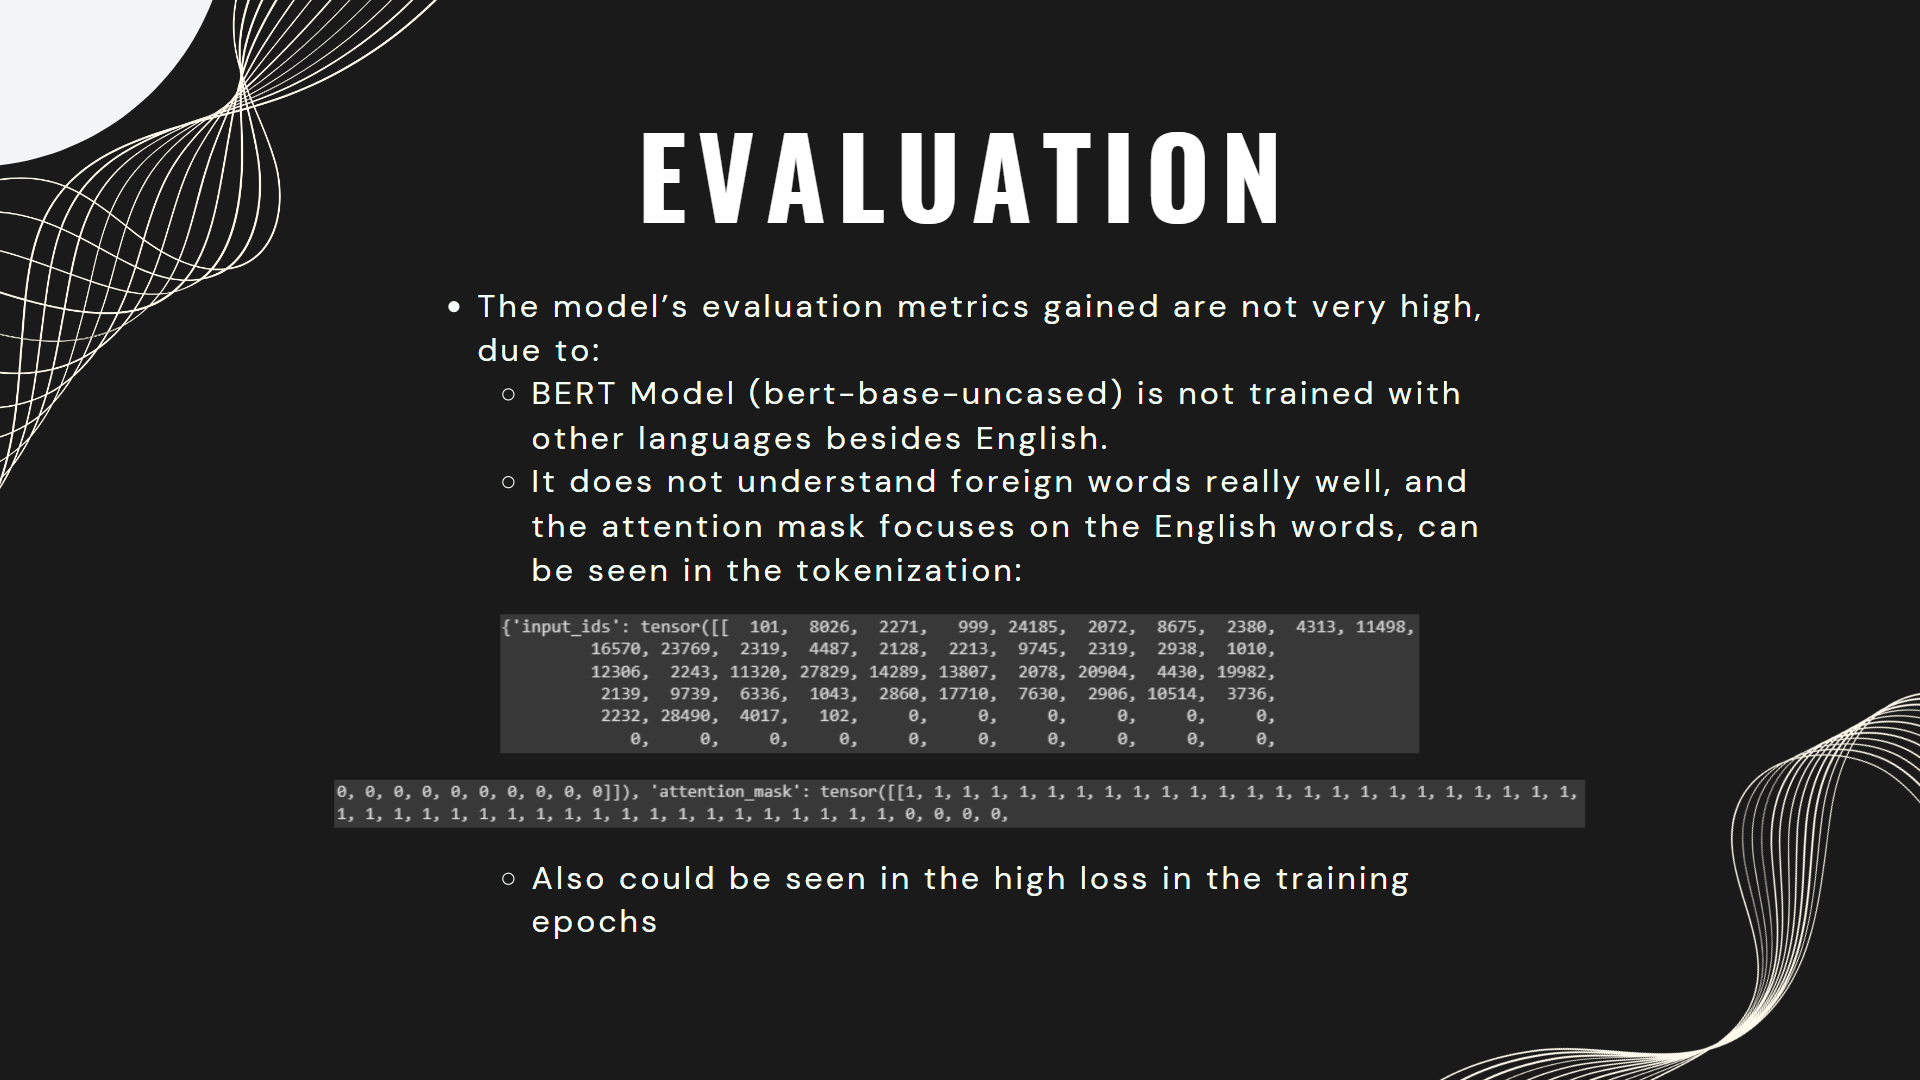 EVALUATION
• The model’s evaluation metrics gained are not very high,
due to:
◦ BERT Model (bert-base-uncased) is not trained with
other languages besides English.
◦ It does not understand foreign words really well, and
the attention mask focuses on the English words, can
be seen in the tokenization:
{'input_ids': tensor([[  101,  8026,  2271,   999, 24185,  2072,  8675,  2380,  4313, 11498,
16570, 23769,  2319,  4487,  2128,  2213,  9745,  2319,  2938,  1010,
12306,  2243, 11320, 27829, 14289, 13807,  2078, 20904,  4430, 19982,
2139,  9739,  6336,  1043,  2860, 17710,  7630,  2906, 10514,  3736,
2232, 28490,  4017,   102,     0,     0,     0,     0,     0,     0,
0,     0,     0,     0,     0,     0,     0,     0,     0,     0,
0, 0, 0, 0, 0, 0, 0, 0, 0, 0]]), 'attention_mask': tensor([[1, 1, 1, 1, 1, 1, 1, 1, 1, 1, 1, 1, 1, 1, 1, 1, 1, 1, 1, 1, 1, 1, 1, 1,
1, 1, 1, 1, 1, 1, 1, 1, 1, 1, 1, 1, 1, 1, 1, 1, 1, 1, 1, 1, 0, 0, 0, 0,
◦ Also could be seen in the high loss in the training
epochs